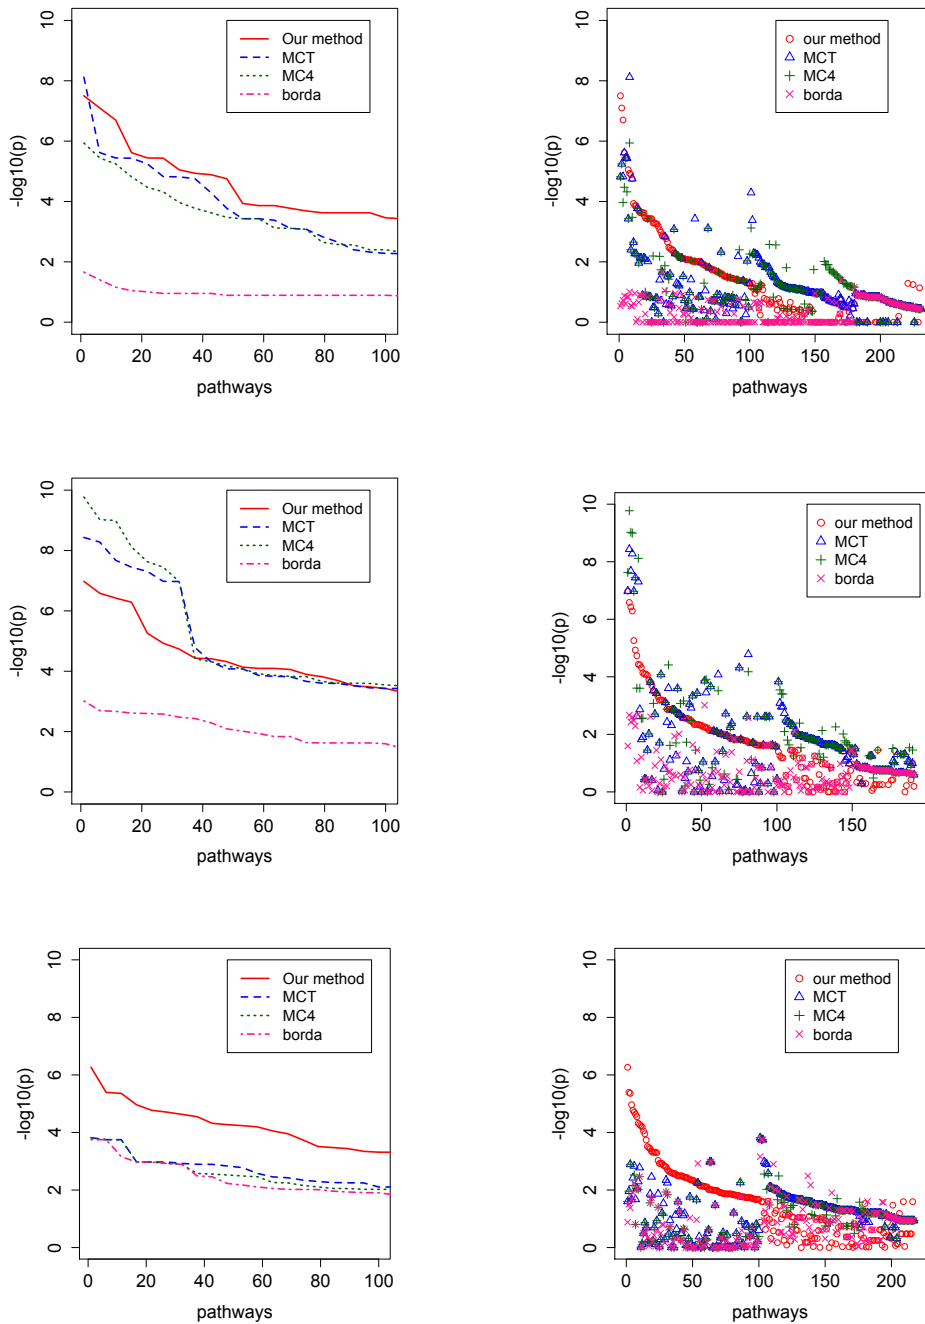 10
8
6
4
2
0
-log10(p)
Our method
MCT
MC4
borda
0 20 40 60 80 100
pathways
10
8
6
4
2
0
-log10(p)
our method
MCT
MC4
borda
0 50 100 150 200
pathways
10
8
6
4
2
0
-log10(p)
Our method
MCT
MC4
borda
0 20 40 60 80 100
pathways
10
8
6
4
2
0
-log10(p)
our method
MCT
MC4
borda
0 50 100 150
pathways
10
8
6
4
2
0
-log10(p)
Our method
MCT
MC4
borda
0 20 40 60 80 100
pathways
10
8
6
4
2
0
-log10(p)
our method
MCT
MC4
borda
0 50 100 150 200
pathways